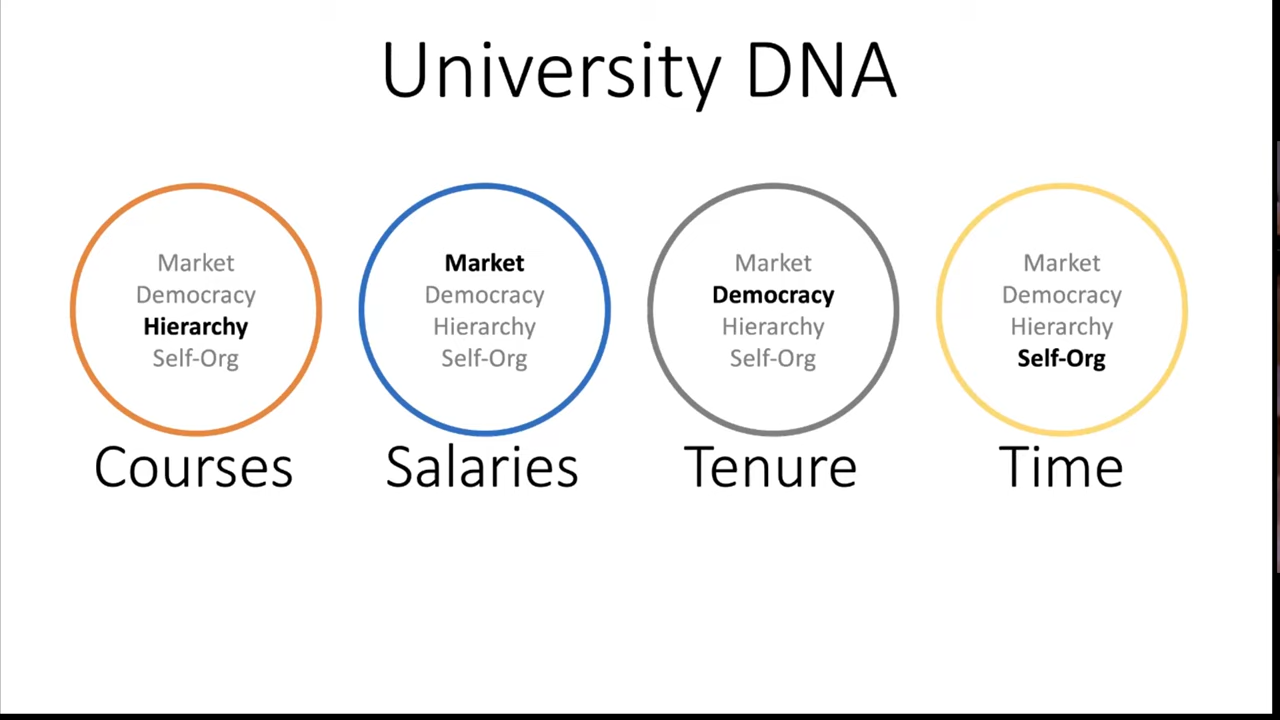 University DNA
Market
Democracy
Hierarchy
Self-Org
Courses
Market
Democracy
Hierarchy
Self-Org
Salaries
Market
Democracy
Hierarchy
Self-Org
Tenure
Market
Democracy
Hierarchy
Self-Org
Time